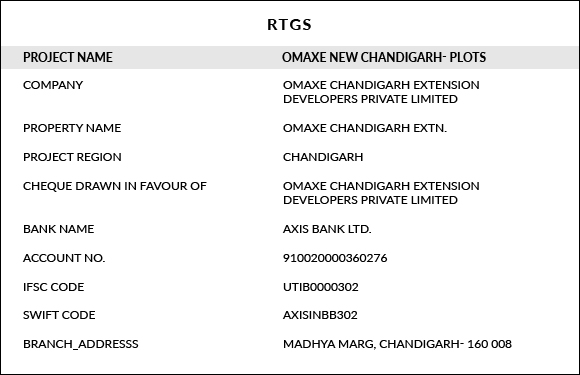 RTGS
PROJECT NAME OMAXE NEW CHANDIGARH- PLOTS
COMPANY OMAXE CHANDIGARH EXTENSION
DEVELOPERS PRIVATE LIMITED
PROPERTY NAME OMAXE CHANDIGARH EXTN.
PROJECT REGION CHANDIGARH
CHEQUE DRAWN IN FAVOUR OF OMAXE CHANDIGARH EXTENSION
DEVELOPERS PRIVATE LIMITED
BANK NAME AXIS BANK LTD.
ACCOUNT NO. 910020000360276
IFSC CODE UTIB0000302
SWIFT CODE AXISINBB302
BRANCH_ADDRESSS MADHYA MARG, CHANDIGARH- 160 008